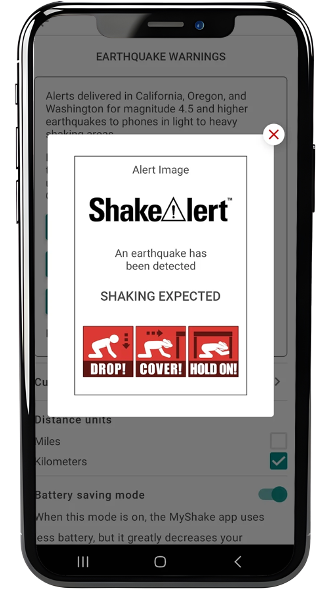 EARTHQUAKE WARNINGS
Alerts delivered in California, Oregon, and
Washington for magnitude 4.5 and higher
earthquakes to phones in light to heavy
shaking areas.
Alert Image
ShakeAlert™
An earthquake has
been detected
SHAKING EXPECTED
DROP! COVER! HOLD ON!
Distance units
Miles
Kilometers
Battery saving mode
When this mode is on, the MyShake app uses
less battery, but it greatly decreases your